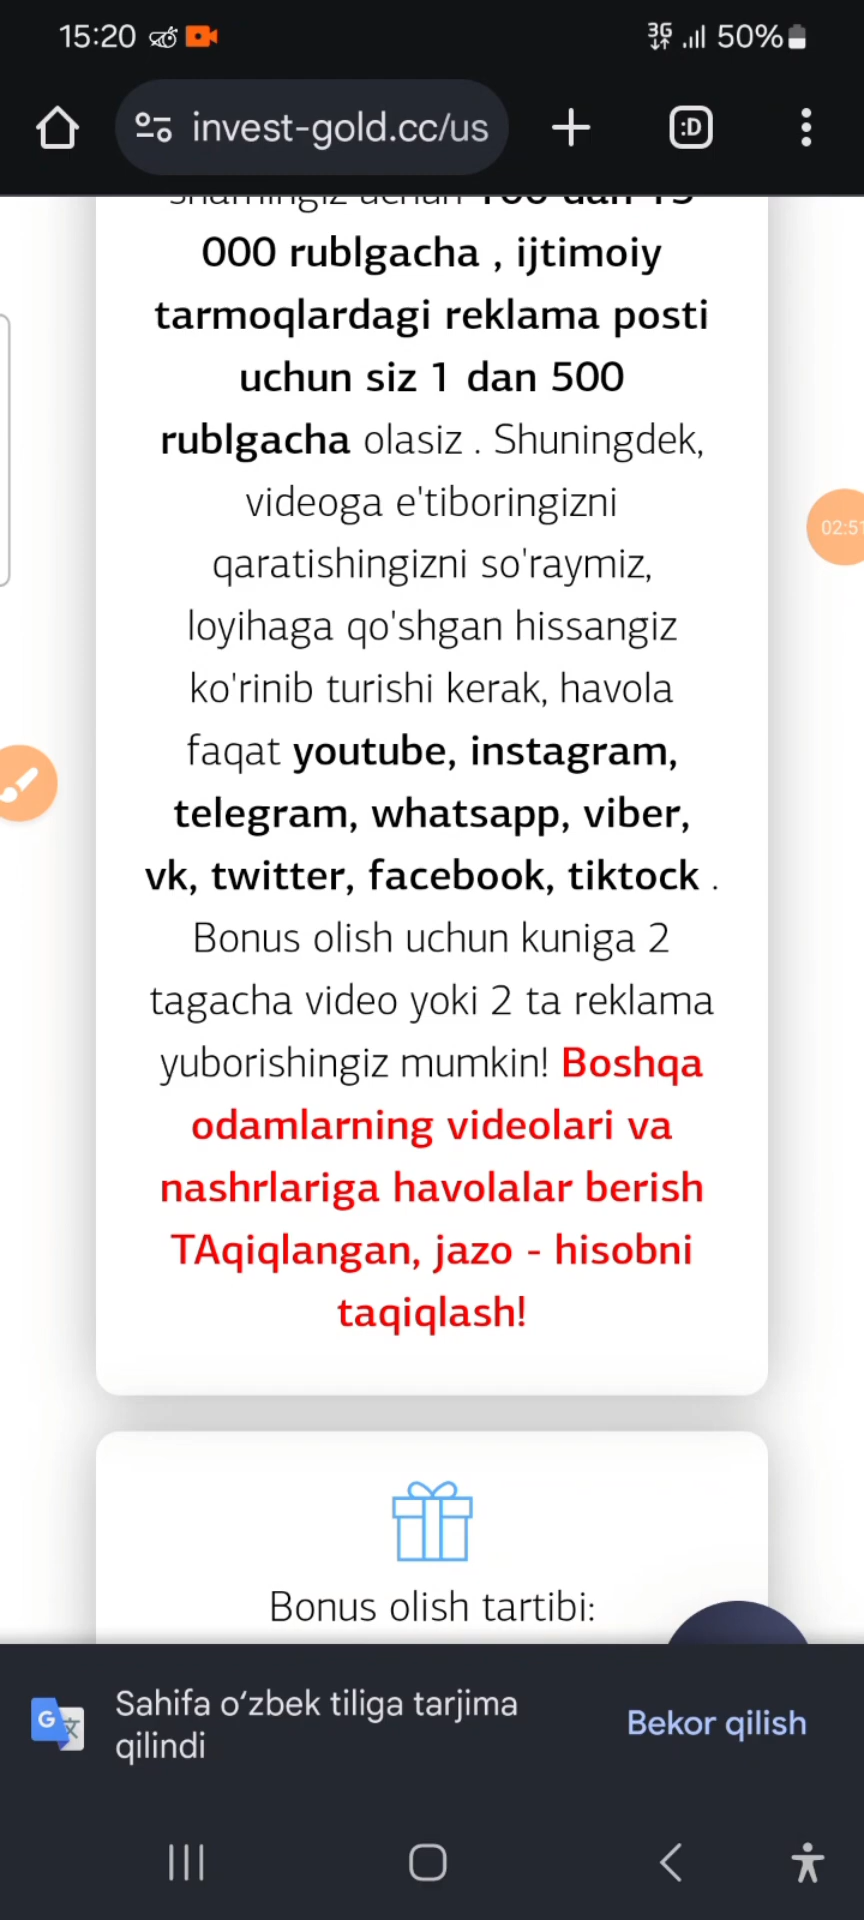 15:20
3G
50%
invest-gold.cc/us
:D
000 rublgacha , ijtimoiy
tarmoqlardagi reklama posti
uchun siz 1 dan 500
rublgacha olasiz . Shuningdek,
videoga e'tiboringizni
qaratishingizni so'raymiz,
loyihaga qo'shgan hissangiz
ko'rinib turishi kerak, havola
faqat youtube, instagram,
telegram, whatsapp, viber,
vk, twitter, facebook, tiktock .
Bonus olish uchun kuniga 2
tagacha video yoki 2 ta reklama
yuborishingiz mumkin! Boshqa
odamlarning videolari va
nashrlariga havolalar berish
TAqiqlangan, jazo - hisobni
taqiqlash!
02:51
Bonus olish tartibi:
G
Sahifa oʻzbek tiliga tarjima
qilindi
Bekor qilish